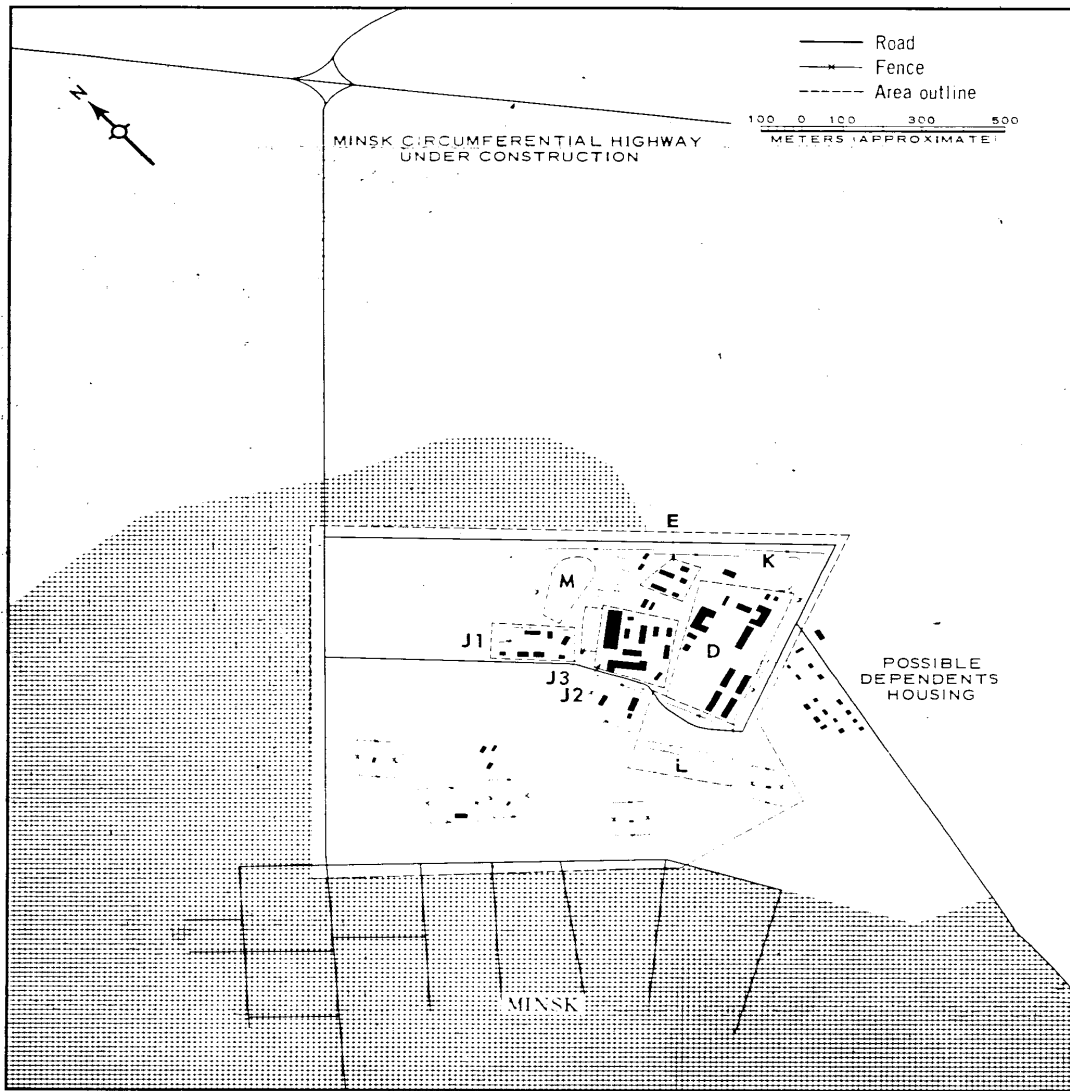 Road
Fence
Area outline
100 0 100 300 500
METERS (APPROXIMATE)
N
MINSK CIRCUMFERENTIAL HIGHWAY
UNDER CONSTRUCTION
E
K
M
J1
D
J3
J2
POSSIBLE
DEPENDENTS
HOUSING
L
MINSK